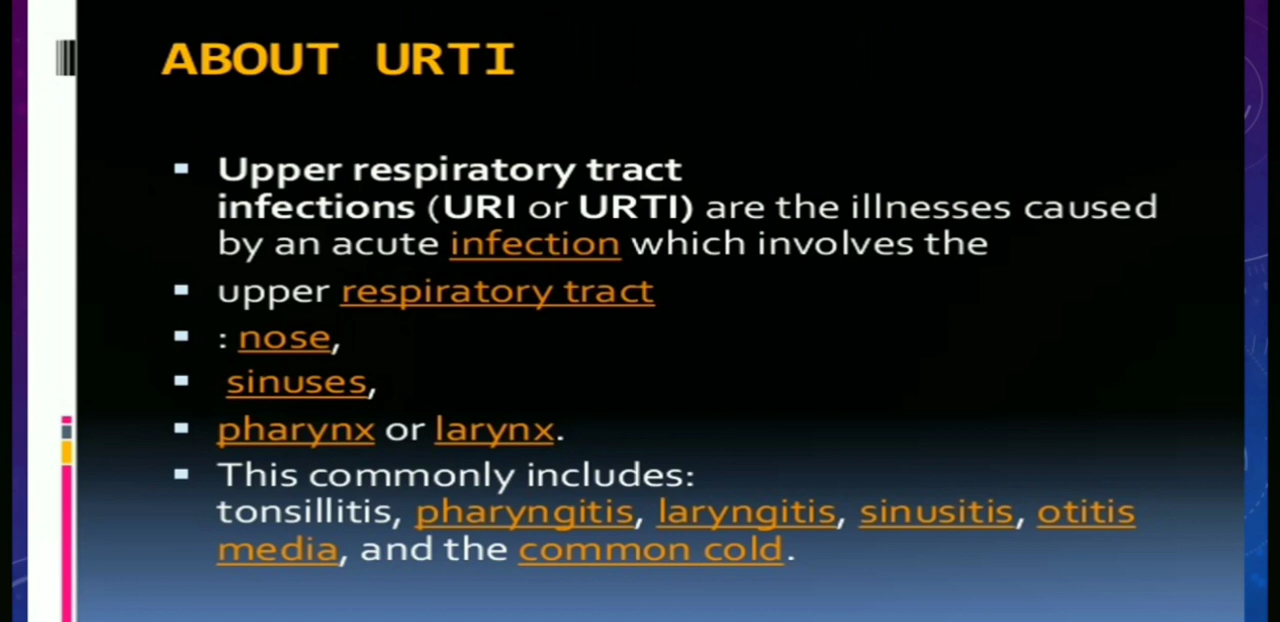 ABOUT URTI
▪ Upper respiratory tract
infections (URI or URTI) are the illnesses caused
by an acute infection which involves the
▪ upper respiratory tract
▪ : nose,
▪ sinuses,
▪ pharynx or larynx.
▪ This commonly includes:
tonsillitis, pharyngitis, laryngitis, sinusitis, otitis
media, and the common cold.